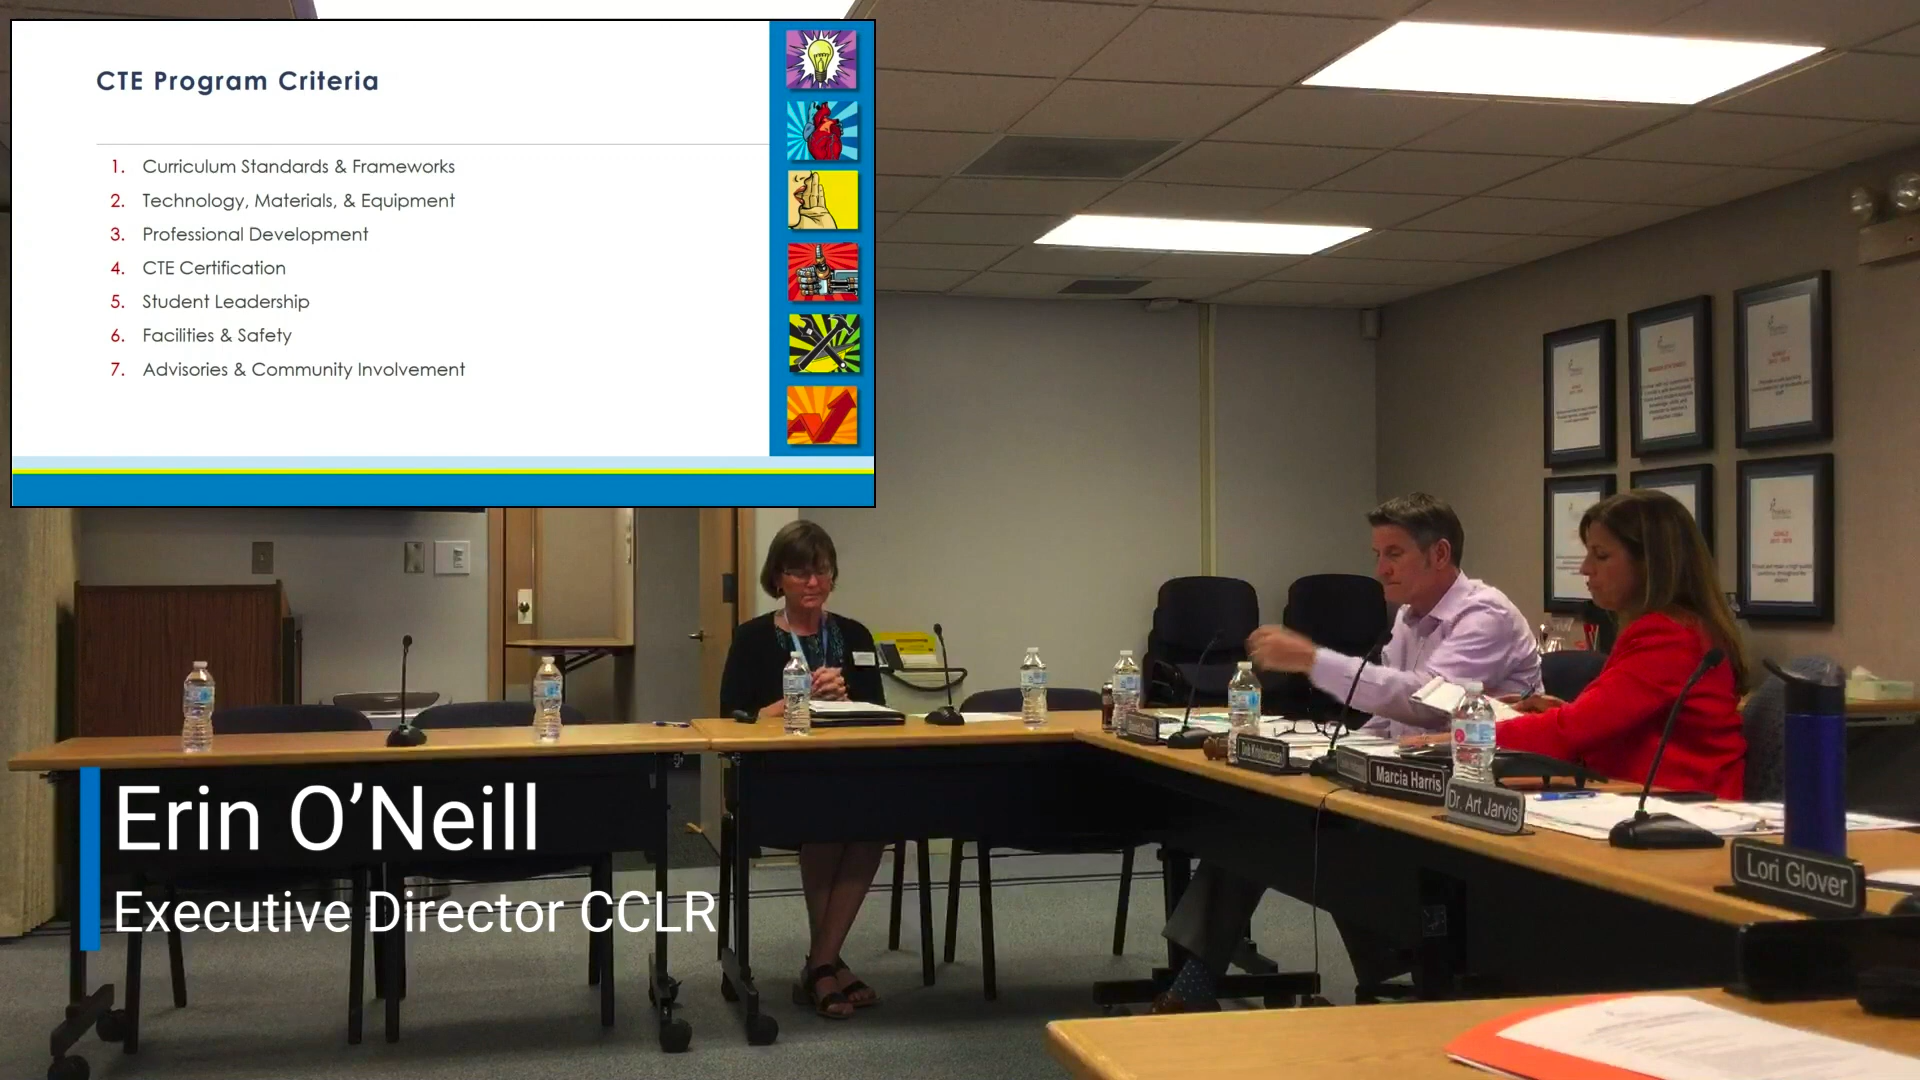 CTE Program Criteria
1. Curriculum Standards & Frameworks
2. Technology, Materials, & Equipment
3. Professional Development
4. CTE Certification
5. Student Leadership
6. Facilities & Safety
7. Advisories & Community Involvement
Marcia Harris
Dr. Art Jarvis
Lori Glover
Erin O’Neill
Executive Director CCLR